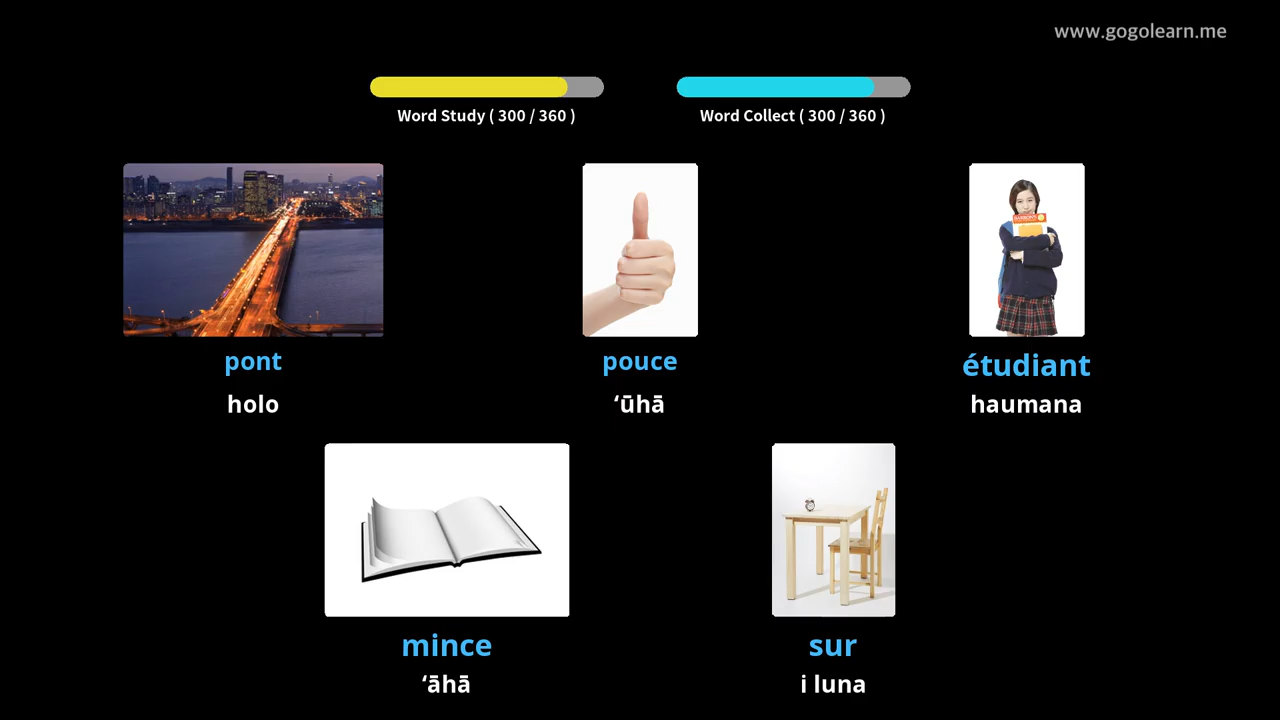 www.gogolearn.me
Word Study ( 300 / 360 )
Word Collect ( 300 / 360 )
pont
pouce
étudiant
holo
ʻūhā
haumana
mince
sur
ʻāhā
i luna